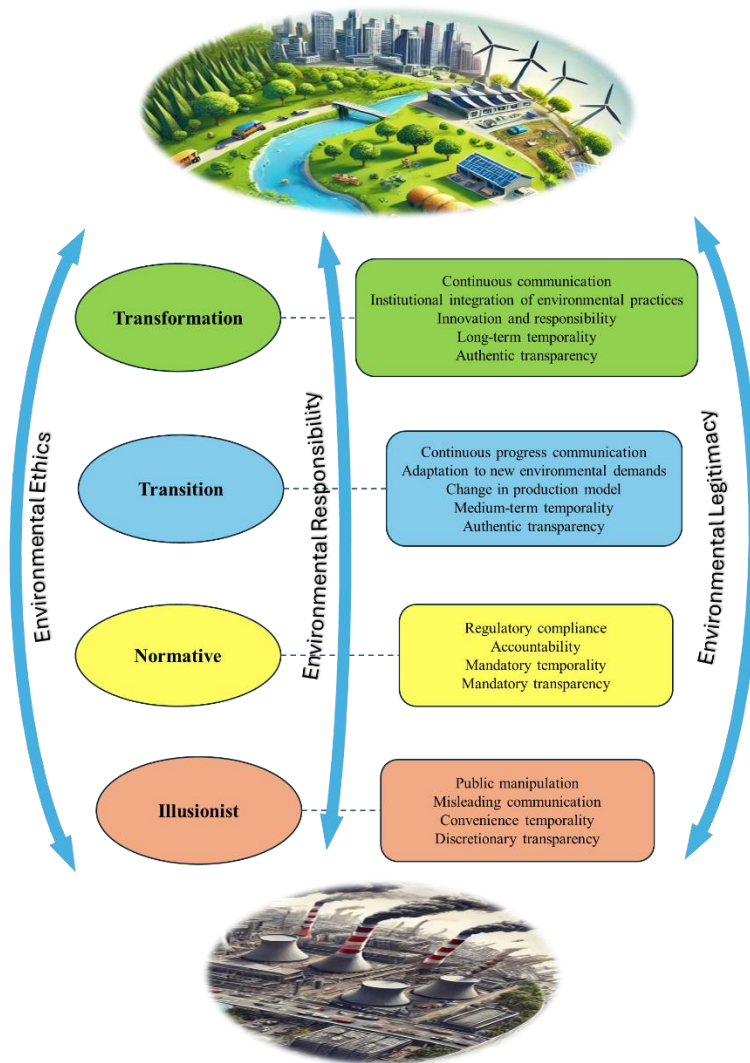 Transformation
Continuous communication
Institutional integration of environmental practices
Innovation and responsibility
Long-term temporality
Authentic transparency
Environmental Ethics
Environmental Responsibility
Environmental Legitimacy
Transition
Continuous progress communication
Adaptation to new environmental demands
Change in production model
Medium-term temporality
Authentic transparency
Normative
Regulatory compliance
Accountability
Mandatory temporality
Mandatory transparency
Illusionist
Public manipulation
Misleading communication
Convenience temporality
Discretionary transparency